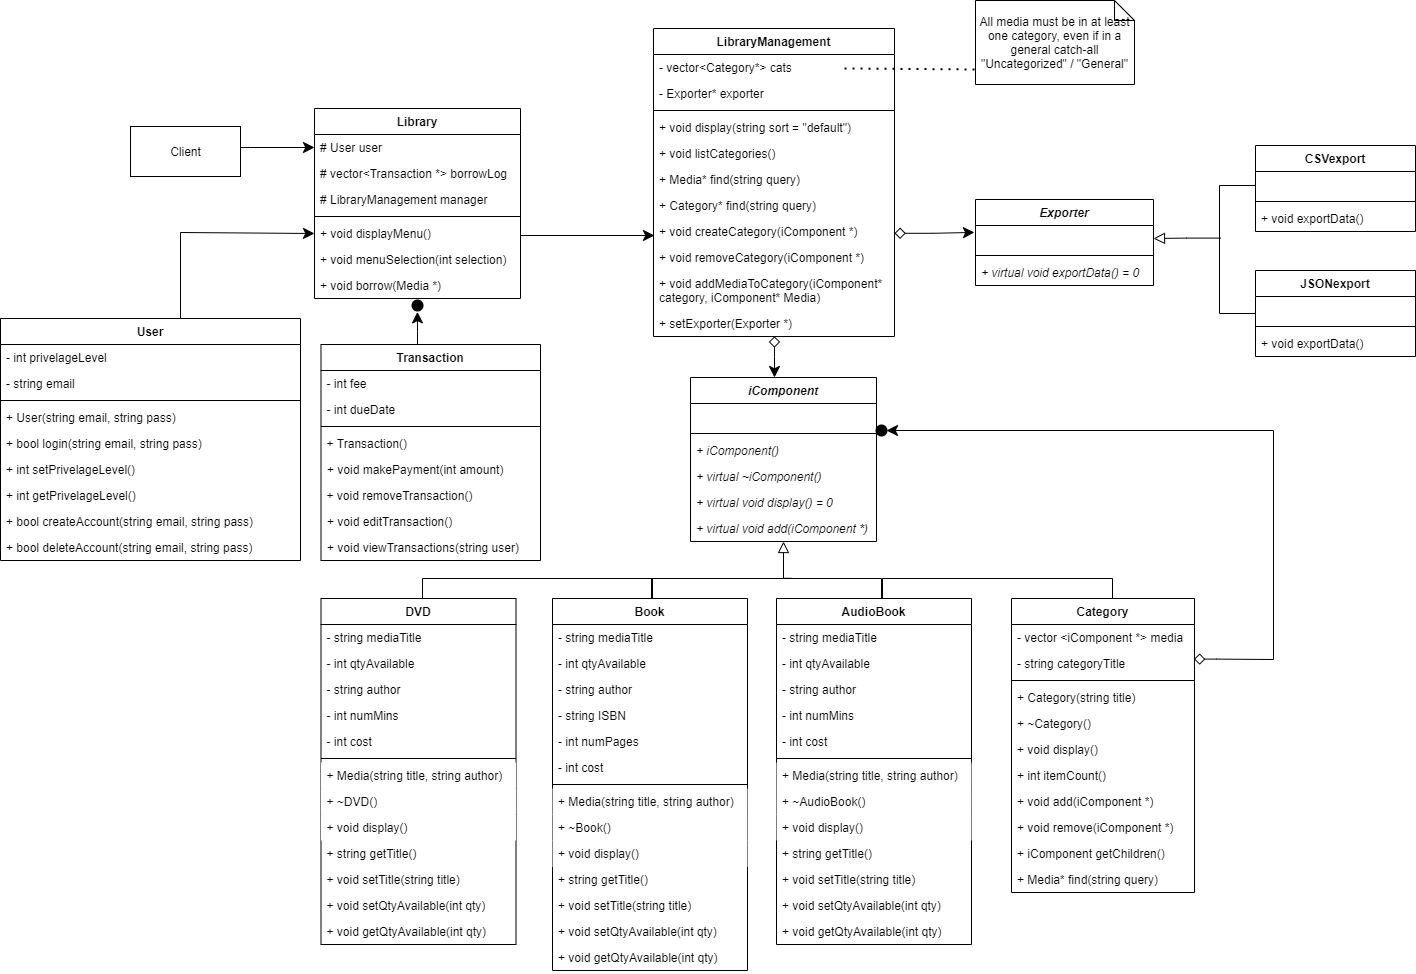 All media must be in at least
one category, even if in a
general catch-all
"Uncategorized" / "General"
LibraryManagement
- vector<Category*> cats
- Exporter* exporter
+ void display(string sort = "default")
+ void listCategories()
+ Media* find(string query)
+ Category* find(string query)
+ void createCategory(iComponent *)
+ void removeCategory(iComponent *)
+ void addMediaToCategory(iComponent*
category, iComponent* Media)
+ setExporter(Exporter *)
Client
Library
# User user
# vector<Transaction *> borrowLog
# LibraryManagement manager
+ void displayMenu()
+ void menuSelection(int selection)
+ void borrow(Media *)
CSVexport
+ void exportData()
Exporter
+ virtual void exportData() = 0
JSONexport
+ void exportData()
User
- int privelageLevel
- string email
+ User(string email, string pass)
+ bool login(string email, string pass)
+ int setPrivelageLevel()
+ int getPrivelageLevel()
+ bool createAccount(string email, string pass)
+ bool deleteAccount(string email, string pass)
Transaction
- int fee
- int dueDate
+ Transaction()
+ void makePayment(int amount)
+ void removeTransaction()
+ void editTransaction()
+ void viewTransactions(string user)
iComponent
+ iComponent()
+ virtual ~iComponent()
+ virtual void display() = 0
+ virtual void add(iComponent *)
DVD
- string mediaTitle
- int qtyAvailable
- string author
- int numMins
- int cost
+ Media(string title, string author)
+ ~DVD()
+ void display()
+ string getTitle()
+ void setTitle(string title)
+ void setQtyAvailable(int qty)
+ void getQtyAvailable(int qty)
Book
- string mediaTitle
- int qtyAvailable
- string author
- string ISBN
- int numPages
- int cost
+ Media(string title, string author)
+ ~Book()
+ void display()
+ string getTitle()
+ void setTitle(string title)
+ void setQtyAvailable(int qty)
+ void getQtyAvailable(int qty)
AudioBook
- string mediaTitle
- int qtyAvailable
- string author
- int numMins
- int cost
+ Media(string title, string author)
+ ~AudioBook()
+ void display()
+ string getTitle()
+ void setTitle(string title)
+ void setQtyAvailable(int qty)
+ void getQtyAvailable(int qty)
Category
- vector <iComponent *> media
- string categoryTitle
+ Category(string title)
+ ~Category()
+ void display()
+ int itemCount()
+ void add(iComponent *)
+ void remove(iComponent *)
+ iComponent getChildren()
+ Media* find(string query)